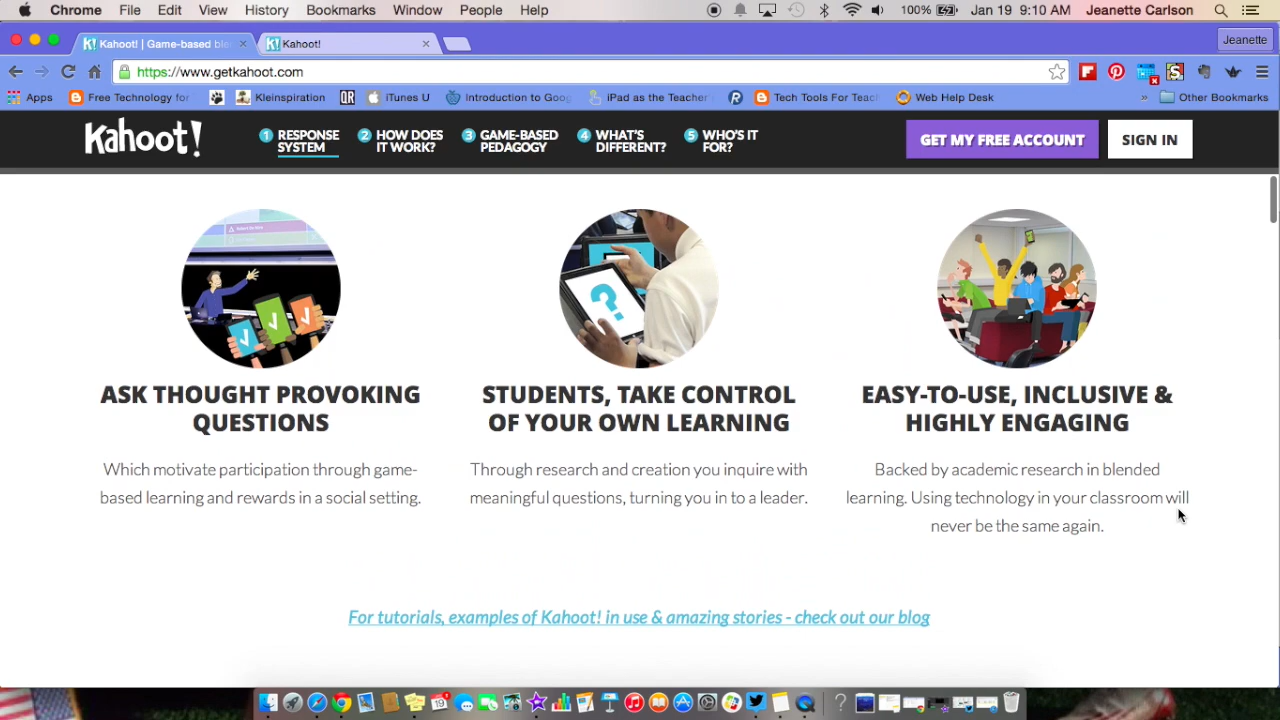 Chrome File Edit View History Bookmarks Window People Help 100% Jan 19 9:10 AM Jeanette Carlson
Kahoot! | Game-based ble Kahoot! Jeanette
https://www.getkahoot.com
Apps Free Technology for Kleinspiration QR iTunes U Introduction to Goog iPad as the Teacher Tech Tools For Teac Web Help Desk » Other Bookmarks
Kahoot! 1 RESPONSE 2 HOW DOES 3 GAME-BASED 4 WHAT'S 5 WHO'S IT GET MY FREE ACCOUNT SIGN IN
SYSTEM IT WORK? PEDAGOGY DIFFERENT? FOR?
ASK THOUGHT PROVOKING
QUESTIONS
Which motivate participation through game-
based learning and rewards in a social setting.
STUDENTS, TAKE CONTROL
OF YOUR OWN LEARNING
Through research and creation you inquire with
meaningful questions, turning you in to a leader.
EASY-TO-USE, INCLUSIVE &
HIGHLY ENGAGING
Backed by academic research in blended
learning. Using technology in your classroom will
never be the same again.
For tutorials, examples of Kahoot! in use & amazing stories - check out our blog